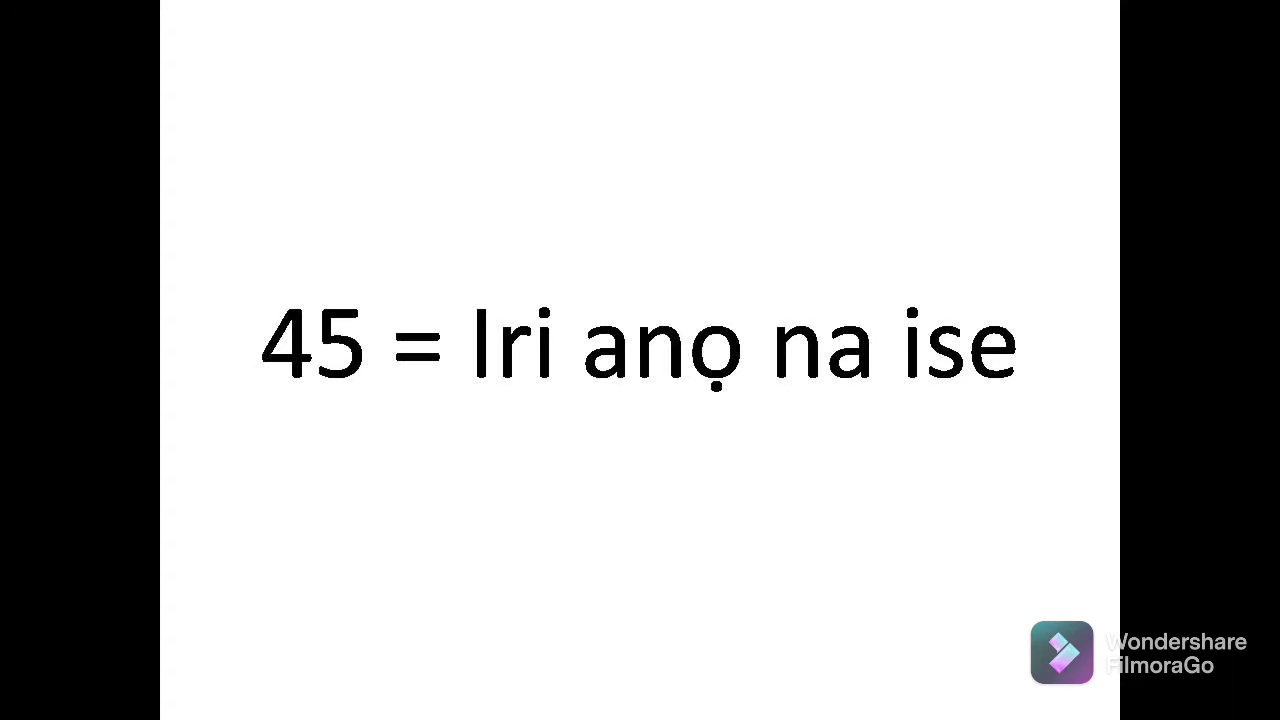 45 = Iri anọ na ise
Wondershare
FilmoraGo